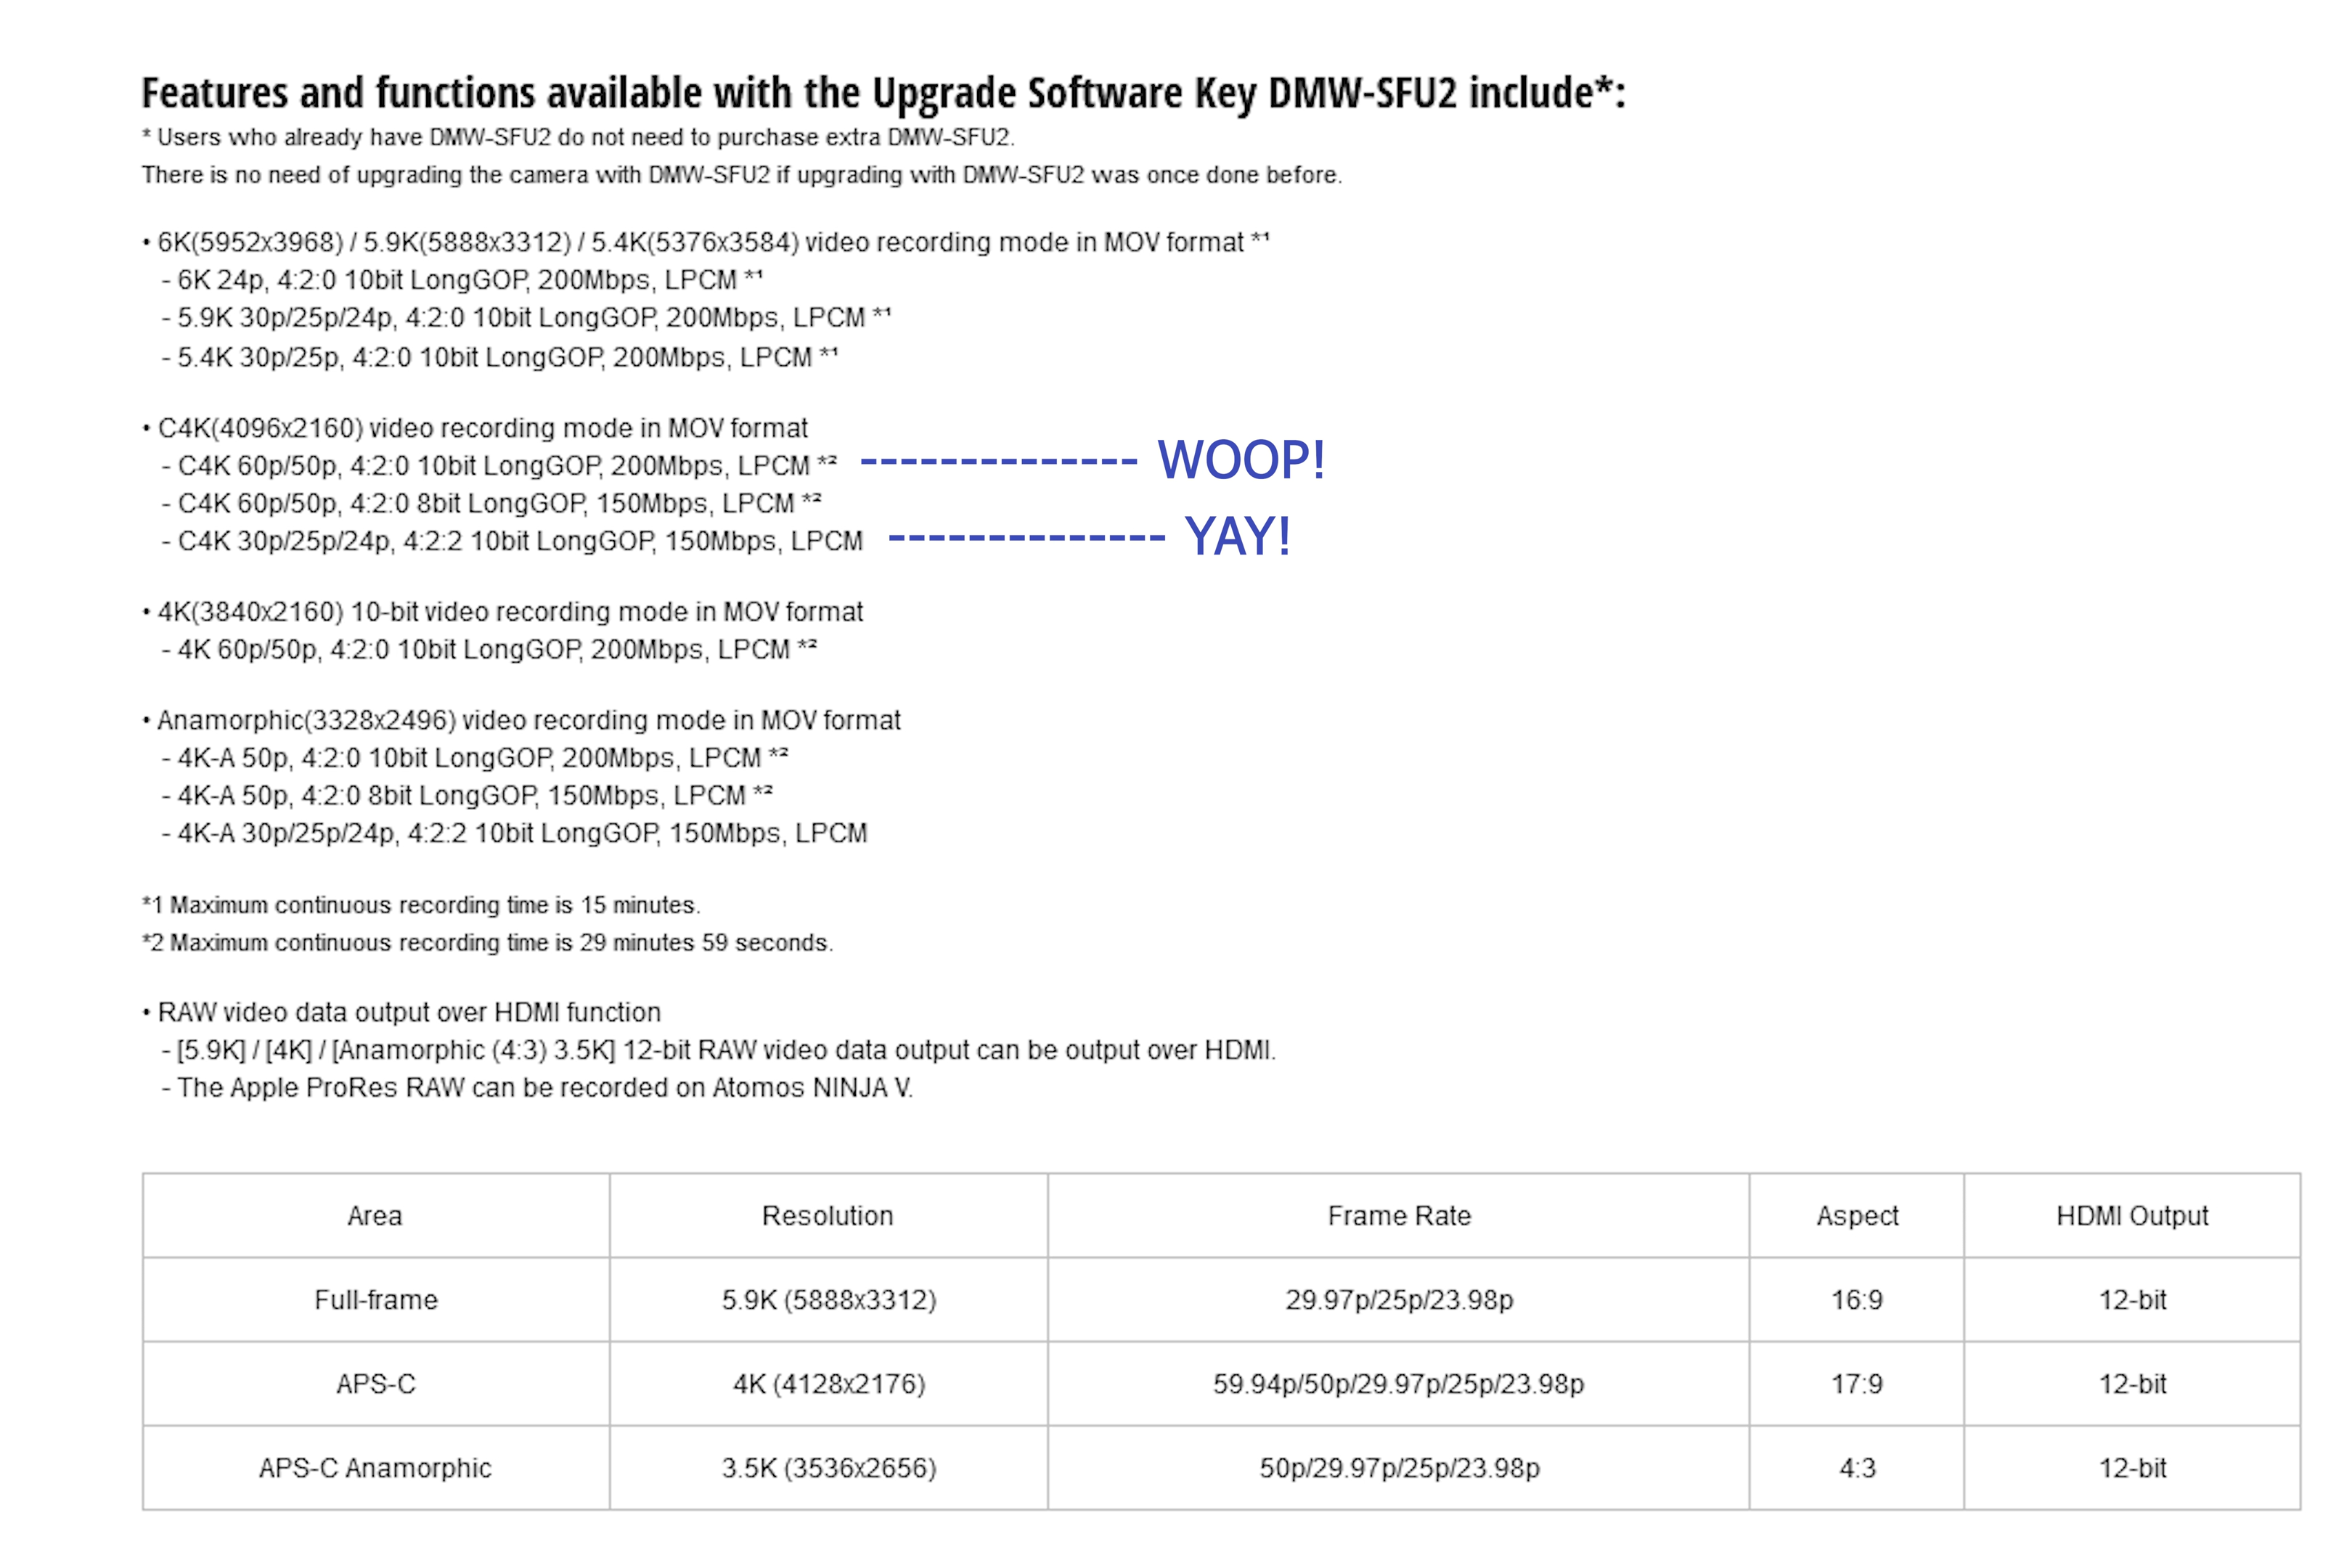 Features and functions available with the Upgrade Software Key DMW-SFU2 include*:
* Users who already have DMW-SFU2 do not need to purchase extra DMW-SFU2.
There is no need of upgrading the camera with DMW-SFU2 if upgrading with DMW-SFU2 was once done before.
• 6K(5952x3968) / 5.9K(5888x3312) / 5.4K(5376x3584) video recording mode in MOV format *¹
- 6K 24p, 4:2:0 10bit LongGOP, 200Mbps, LPCM *¹
- 5.9K 30p/25p/24p, 4:2:0 10bit LongGOP, 200Mbps, LPCM *¹
- 5.4K 30p/25p, 4:2:0 10bit LongGOP, 200Mbps, LPCM *¹
• C4K(4096x2160) video recording mode in MOV format
- C4K 60p/50p, 4:2:0 10bit LongGOP, 200Mbps, LPCM *² -------------- WOOP!
- C4K 60p/50p, 4:2:0 8bit LongGOP, 150Mbps, LPCM *²
- C4K 30p/25p/24p, 4:2:2 10bit LongGOP, 150Mbps, LPCM -------------- YAY!
• 4K(3840x2160) 10-bit video recording mode in MOV format
- 4K 60p/50p, 4:2:0 10bit LongGOP, 200Mbps, LPCM *²
• Anamorphic(3328x2496) video recording mode in MOV format
- 4K-A 50p, 4:2:0 10bit LongGOP, 200Mbps, LPCM *²
- 4K-A 50p, 4:2:0 8bit LongGOP, 150Mbps, LPCM *²
- 4K-A 30p/25p/24p, 4:2:2 10bit LongGOP, 150Mbps, LPCM
*1 Maximum continuous recording time is 15 minutes.
*2 Maximum continuous recording time is 29 minutes 59 seconds.
• RAW video data output over HDMI function
- [5.9K] / [4K] / [Anamorphic (4:3) 3.5K] 12-bit RAW video data output can be output over HDMI.
- The Apple ProRes RAW can be recorded on Atomos NINJA V.
Area Resolution Frame Rate Aspect HDMI Output
Full-frame 5.9K (5888x3312) 29.97p/25p/23.98p 16:9 12-bit
APS-C 4K (4128x2176) 59.94p/50p/29.97p/25p/23.98p 17:9 12-bit
APS-C Anamorphic 3.5K (3536x2656) 50p/29.97p/25p/23.98p 4:3 12-bit